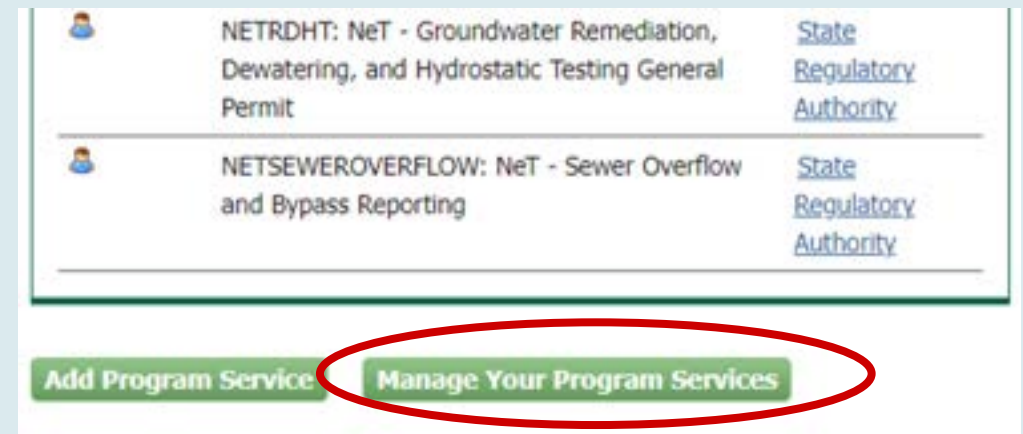 NETRDHT: NeT - Groundwater Remediation, State
Dewatering, and Hydrostatic Testing General Regulatory
Permit Authority
NETSEWEROVERFLOW: NeT - Sewer Overflow State
and Bypass Reporting Regulatory
Authority
Add Program Service Manage Your Program Services